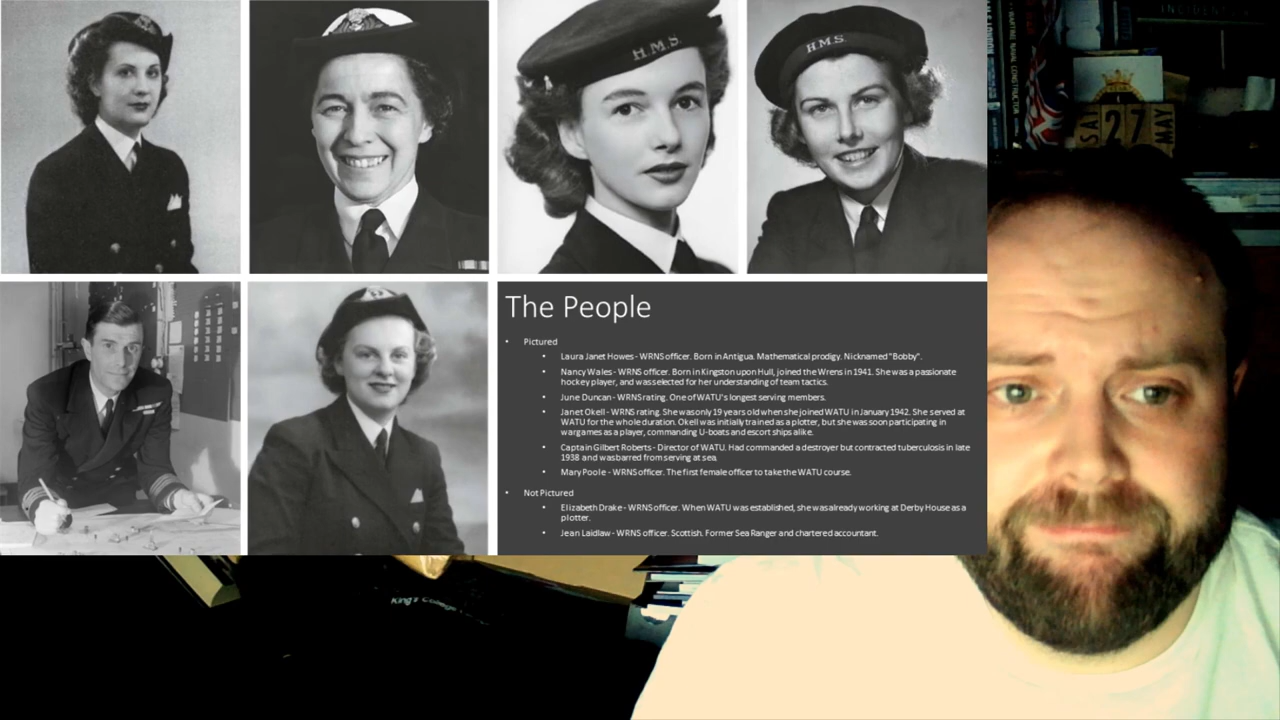 H.M.S.
H.M.S.
27
MAY
The People
• Pictured
• Laura Janet Howes - WRNS officer. Born in Antigua. Mathematical prodigy. Nicknamed "Bobby".
• Nancy Wales - WRNS officer. Born in Kingston upon Hull, joined the Wrens in 1941. She was a passionate
hockey player, and was selected for her understanding of team tactics.
• June Duncan - WRNS rating. One of WATU's longest serving members.
• Janet Okell - WRNS rating. She was only 19 years old when she joined WATU in January 1942. She served at
WATU for the whole duration. Okell was initially trained as a plotter, but she was soon participating in
wargames as a player, commanding U-boats and escort ships alike.
• Captain Gilbert Roberts - Director of WATU. Had commanded a destroyer but contracted tuberculosis in late
1938 and was barred from serving at sea.
• Mary Poole - WRNS officer. The first female officer to take the WATU course.
• Not Pictured
• Elizabeth Drake - WRNS officer. When WATU was established, she was already working at Derby House as a
plotter.
• Jean Laidlaw - WRNS officer. Scottish. Former Sea Ranger and chartered accountant.
King's College